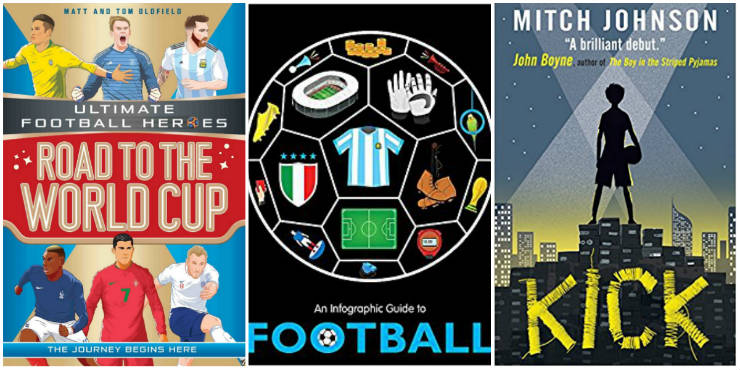 MATT AND TOM OLDFIELD
ULTIMATE
FOOTBALL HEROES
ROAD TO THE
WORLD CUP
7
THE JOURNEY BEGINS HERE
An Infographic Guide to
FOOTBALL
MITCH JOHNSON
"A brilliant debut."
John Boyne, author of The Boy in the Striped Pyjamas
KICK